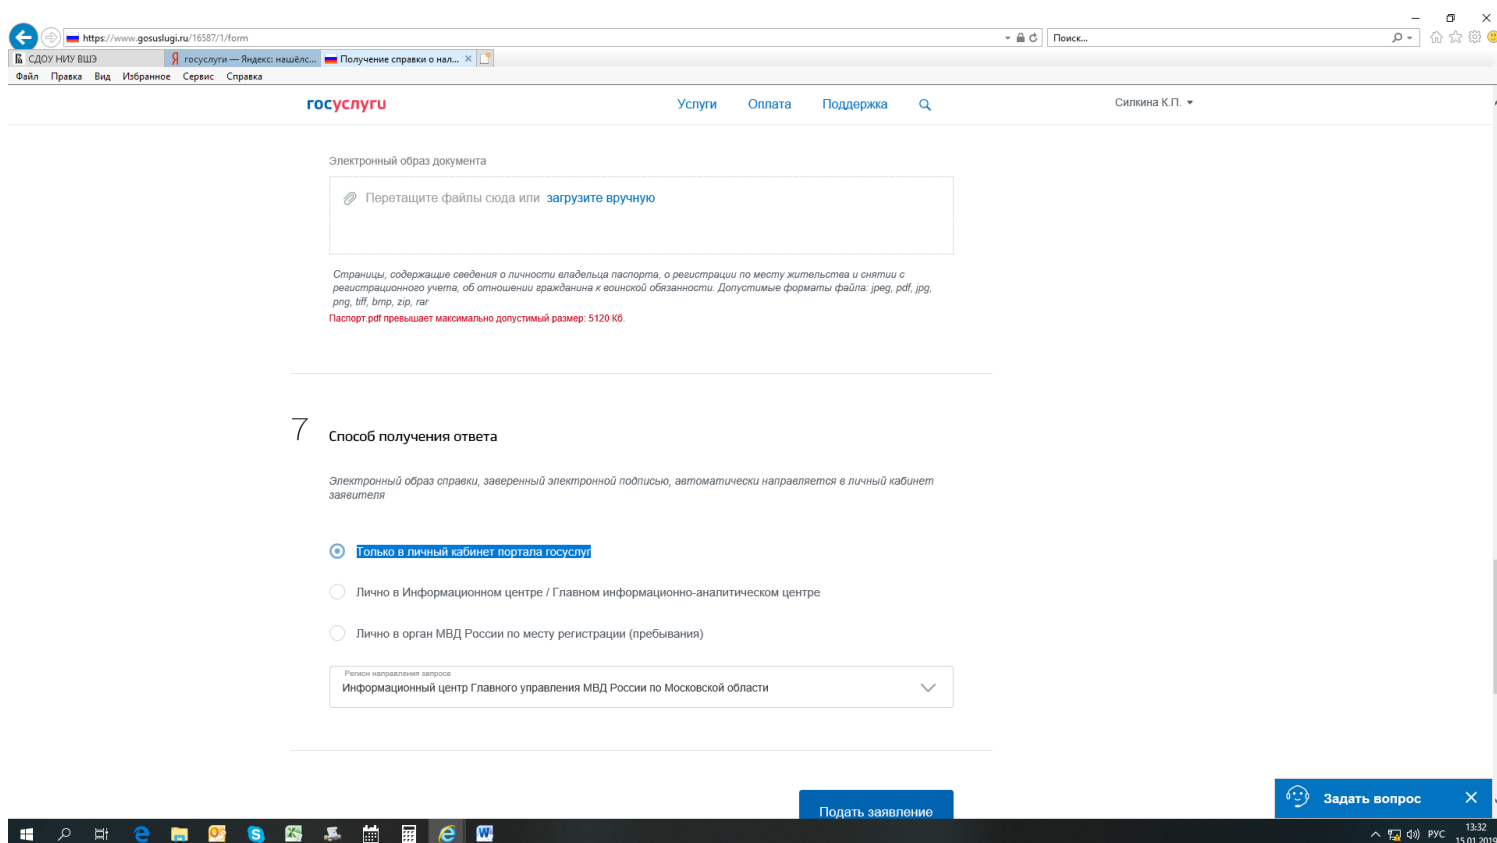 https://www.gosuslugi.ru/16587/1/form
Поиск...
СДОУ НИУ ВШЭ
госуслуги — Яндекс: нашёлс...
Получение справки о нал...
Файл Правка Вид Избранное Сервис Справка
госуслуги
Услуги Оплата Поддержка
Силкина К.П.
Электронный образ документа
Перетащите файлы сюда или загрузите вручную
Страницы, содержащие сведения о личности владельца паспорта, о регистрации по месту жительства и снятии с
регистрационного учета, об отношении гражданина к воинской обязанности. Допустимые форматы файла: jpeg, pdf, jpg,
png, tiff, bmp, zip, rar
Паспорт.pdf превышает максимально допустимый размер: 5120 Кб.
7
Способ получения ответа
Электронный образ справки, заверенный электронной подписью, автоматически направляется в личный кабинет
заявителя
Только в личный кабинет портала госуслуг
Лично в Информационном центре / Главном информационно-аналитическом центре
Лично в орган МВД России по месту регистрации (пребывания)
Регион направления запроса
Информационный центр Главного управления МВД России по Московской области
Подать заявление
Задать вопрос
РУС
13:32
15.01.2019